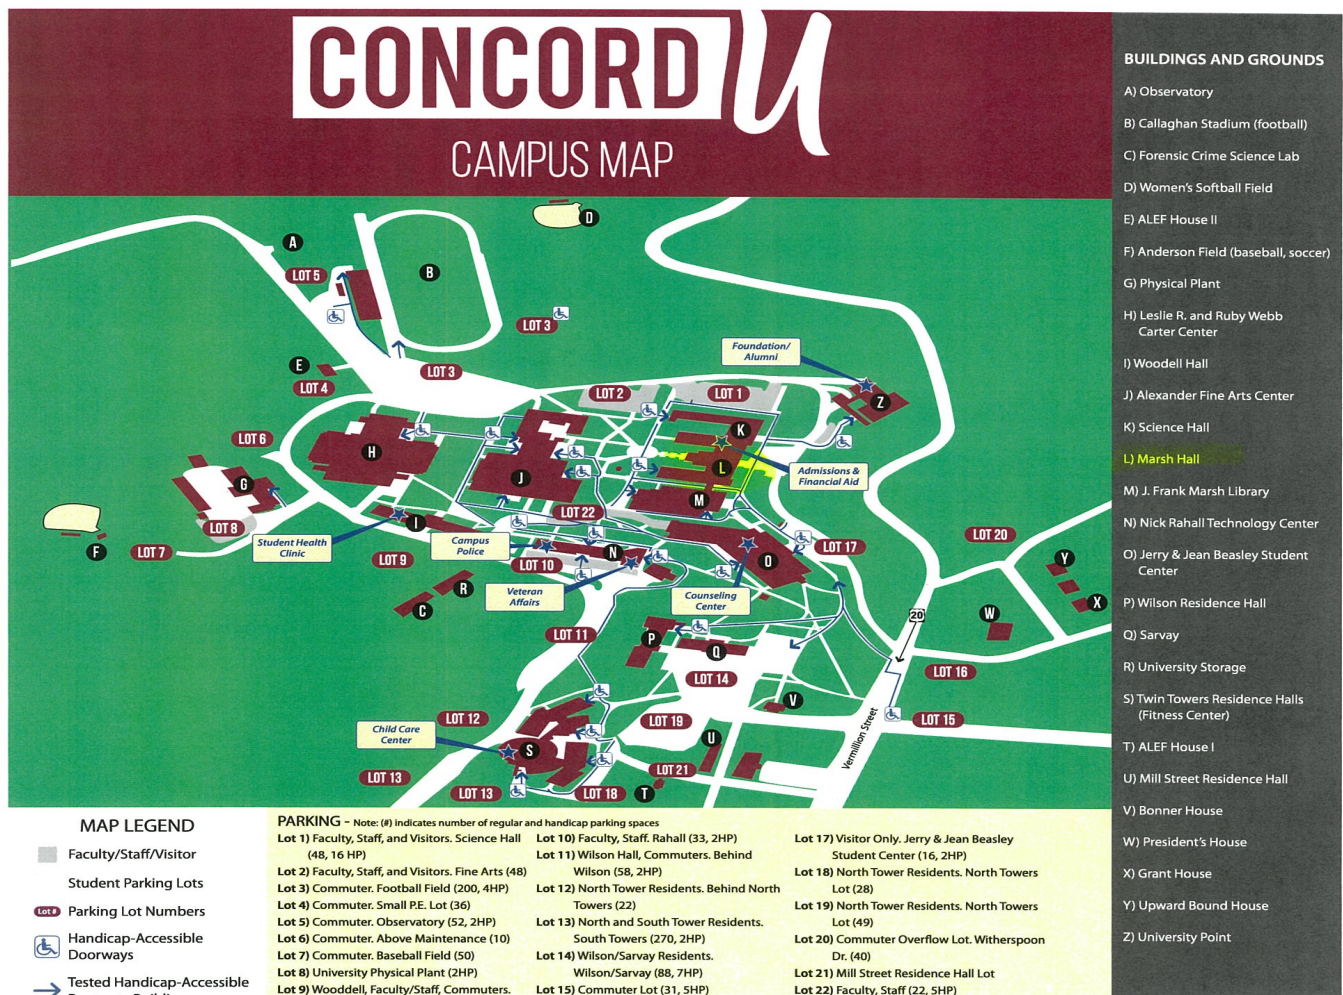 CONCORD U
CAMPUS MAP
BUILDINGS AND GROUNDS
A) Observatory
B) Callaghan Stadium (football)
C) Forensic Crime Science Lab
D) Women's Softball Field
E) ALEF House II
F) Anderson Field (baseball, soccer)
G) Physical Plant
H) Leslie R. and Ruby Webb
Carter Center
I) Woodell Hall
J) Alexander Fine Arts Center
K) Science Hall
L) Marsh Hall
M) J. Frank Marsh Library
N) Nick Rahall Technology Center
O) Jerry & Jean Beasley Student
Center
P) Wilson Residence Hall
Q) Sarvay
R) University Storage
S) Twin Towers Residence Halls
(Fitness Center)
T) ALEF House I
U) Mill Street Residence Hall
V) Bonner House
W) President's House
X) Grant House
Y) Upward Bound House
Z) University Point
D
A
B
LOT 5
LOT 3
Foundation/
Alumni
E
LOT 4
LOT 3
LOT 2
LOT 1
Z
K
LOT 6
H
J
L
Admissions &
Financial Aid
G
M
LOT 8
LOT 22
I
Student Health
Clinic
Campus
Police
F
LOT 7
LOT 9
LOT 10
N
O
LOT 17
LOT 20
Y
X
W
R
C
Veteran
Affairs
Counseling
Center
20
LOT 11
P
Q
LOT 14
LOT 16
V
LOT 12
LOT 19
LOT 15
Child Care
Center
S
U
Vermillion Street
LOT 13
LOT 21
LOT 13
LOT 18
T
MAP LEGEND
Faculty/Staff/Visitor
Student Parking Lots
Lot # Parking Lot Numbers
Handicap-Accessible
Doorways
Tested Handicap-Accessible
PARKING - Note: (#) indicates number of regular and handicap parking spaces
Lot 1) Faculty, Staff, and Visitors. Science Hall
(48, 16 HP)
Lot 2) Faculty, Staff, and Visitors. Fine Arts (48)
Lot 3) Commuter. Football Field (200, 4HP)
Lot 4) Commuter. Small P.E. Lot (36)
Lot 5) Commuter. Observatory (52, 2HP)
Lot 6) Commuter. Above Maintenance (10)
Lot 7) Commuter. Baseball Field (50)
Lot 8) University Physical Plant (2HP)
Lot 9) Wooddell, Faculty/Staff, Commuters.
Lot 10) Faculty, Staff. Rahall (33, 2HP)
Lot 11) Wilson Hall, Commuters. Behind
Wilson (58, 2HP)
Lot 12) North Tower Residents. Behind North
Towers (22)
Lot 13) North and South Tower Residents.
South Towers (270, 2HP)
Lot 14) Wilson/Sarvay Residents.
Wilson/Sarvay (88, 7HP)
Lot 15) Commuter Lot (31, 5HP)
Lot 17) Visitor Only. Jerry & Jean Beasley
Student Center (16, 2HP)
Lot 18) North Tower Residents. North Towers
Lot (28)
Lot 19) North Tower Residents. North Towers
Lot (49)
Lot 20) Commuter Overflow Lot. Witherspoon
Dr. (40)
Lot 21) Mill Street Residence Hall Lot
Lot 22) Faculty, Staff (22, 5HP)